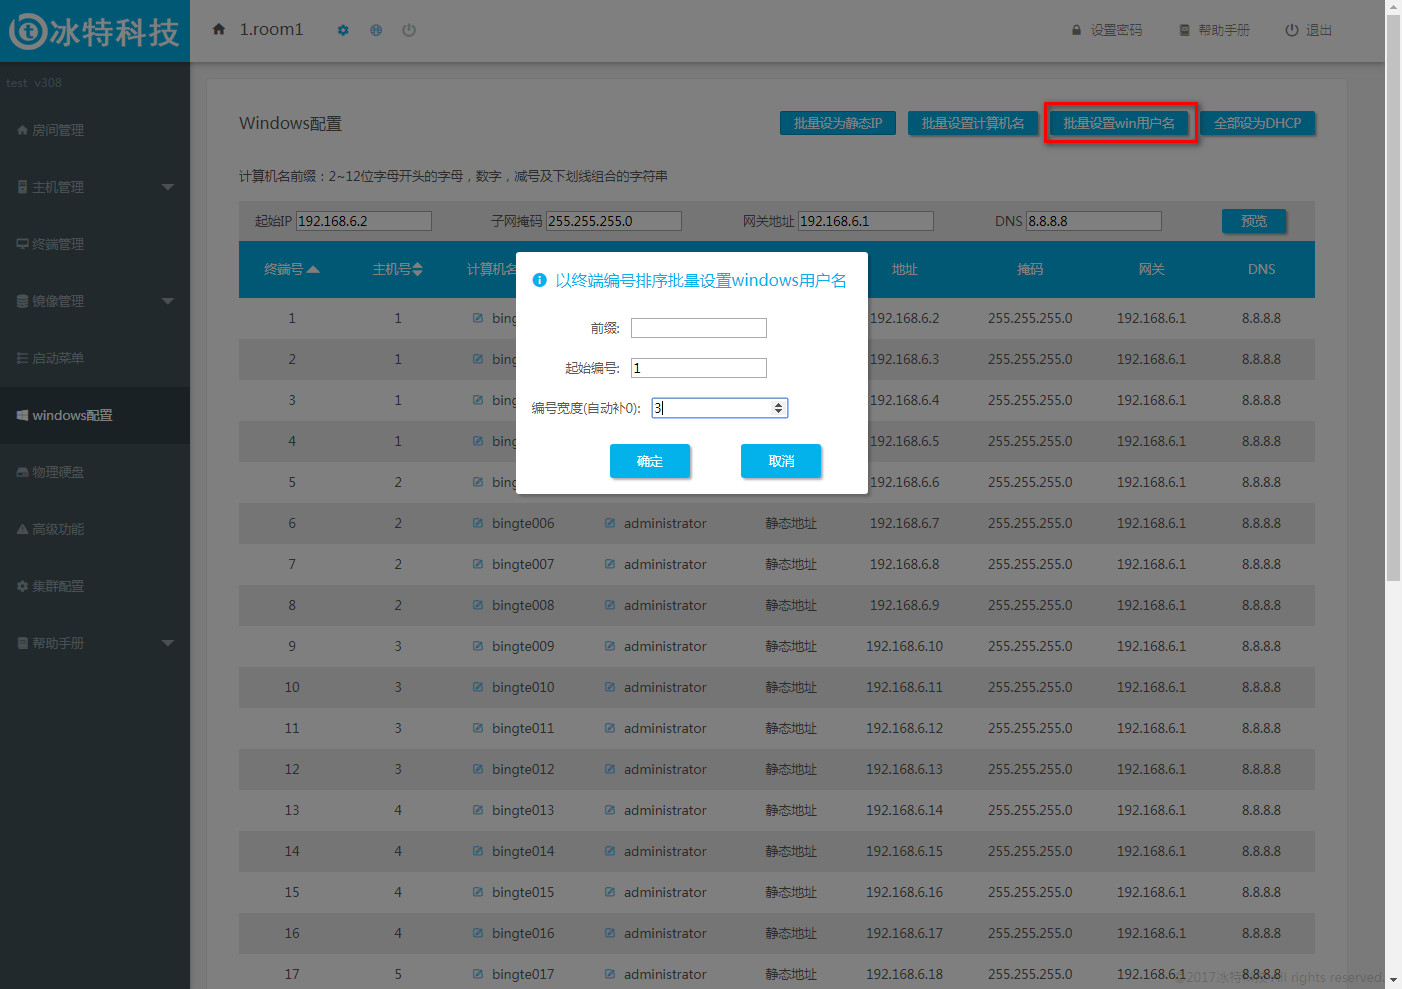 冰特科技
1.room1
设置密码 帮助手册 退出
test v308
房间管理
主机管理
终端管理
镜像管理
启动菜单
windows配置
物理硬盘
高级功能
集群配置
帮助手册
Windows配置
批量设为静态IP 批量设置计算机名 批量设置win用户名 全部设为DHCP
计算机名前缀：2~12位字母开头的字母，数字，减号及下划线组合的字符串
起始IP 192.168.6.2 子网掩码 255.255.255.0 网关地址 192.168.6.1 DNS 8.8.8.8 预览
终端号 主机号 计算机名 地址 掩码 网关 DNS
以终端编号排序批量设置windows用户名
前缀:
起始编号: 1
编号宽度(自动补0): 3
确定 取消
1 1 bing 192.168.6.2 255.255.255.0 192.168.6.1 8.8.8.8
2 1 bing 192.168.6.3 255.255.255.0 192.168.6.1 8.8.8.8
3 1 bing 192.168.6.4 255.255.255.0 192.168.6.1 8.8.8.8
4 1 bing 192.168.6.5 255.255.255.0 192.168.6.1 8.8.8.8
5 2 bing 192.168.6.6 255.255.255.0 192.168.6.1 8.8.8.8
6 2 bingte006 administrator 静态地址 192.168.6.7 255.255.255.0 192.168.6.1 8.8.8.8
7 2 bingte007 administrator 静态地址 192.168.6.8 255.255.255.0 192.168.6.1 8.8.8.8
8 2 bingte008 administrator 静态地址 192.168.6.9 255.255.255.0 192.168.6.1 8.8.8.8
9 3 bingte009 administrator 静态地址 192.168.6.10 255.255.255.0 192.168.6.1 8.8.8.8
10 3 bingte010 administrator 静态地址 192.168.6.11 255.255.255.0 192.168.6.1 8.8.8.8
11 3 bingte011 administrator 静态地址 192.168.6.12 255.255.255.0 192.168.6.1 8.8.8.8
12 3 bingte012 administrator 静态地址 192.168.6.13 255.255.255.0 192.168.6.1 8.8.8.8
13 4 bingte013 administrator 静态地址 192.168.6.14 255.255.255.0 192.168.6.1 8.8.8.8
14 4 bingte014 administrator 静态地址 192.168.6.15 255.255.255.0 192.168.6.1 8.8.8.8
15 4 bingte015 administrator 静态地址 192.168.6.16 255.255.255.0 192.168.6.1 8.8.8.8
16 4 bingte016 administrator 静态地址 192.168.6.17 255.255.255.0 192.168.6.1 8.8.8.8
17 5 bingte017 administrator 静态地址 192.168.6.18 255.255.255.0 192.168.6.1 8.8.8.8
©2017冰特科技 All rights reserved.